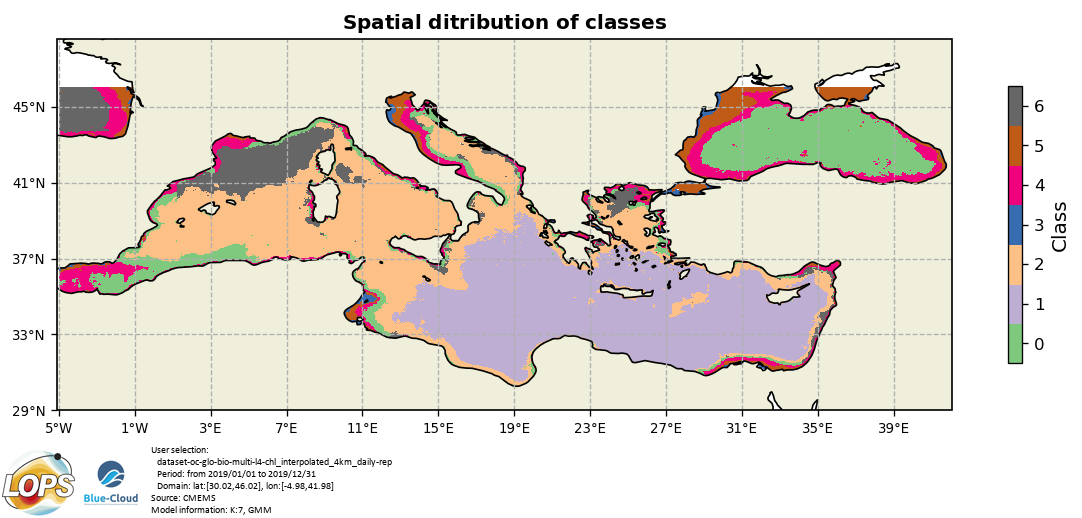 Spatial ditribution of classes
45°N
41°N
37°N
33°N
29°N
5°W 1°W 3°E 7°E 11°E 15°E 19°E 23°E 27°E 31°E 35°E 39°E
6
5
4
3
2
1
0
Class
LOPS
Blue-Cloud
User selection:
dataset-oc-glo-bio-multi-l4-chl_interpolated_4km_daily-rep
Period: from 2019/01/01 to 2019/12/31
Domain: lat:[30.02,46.02], lon:[-4.98,41.98]
Source: CMEMS
Model information: K:7, GMM